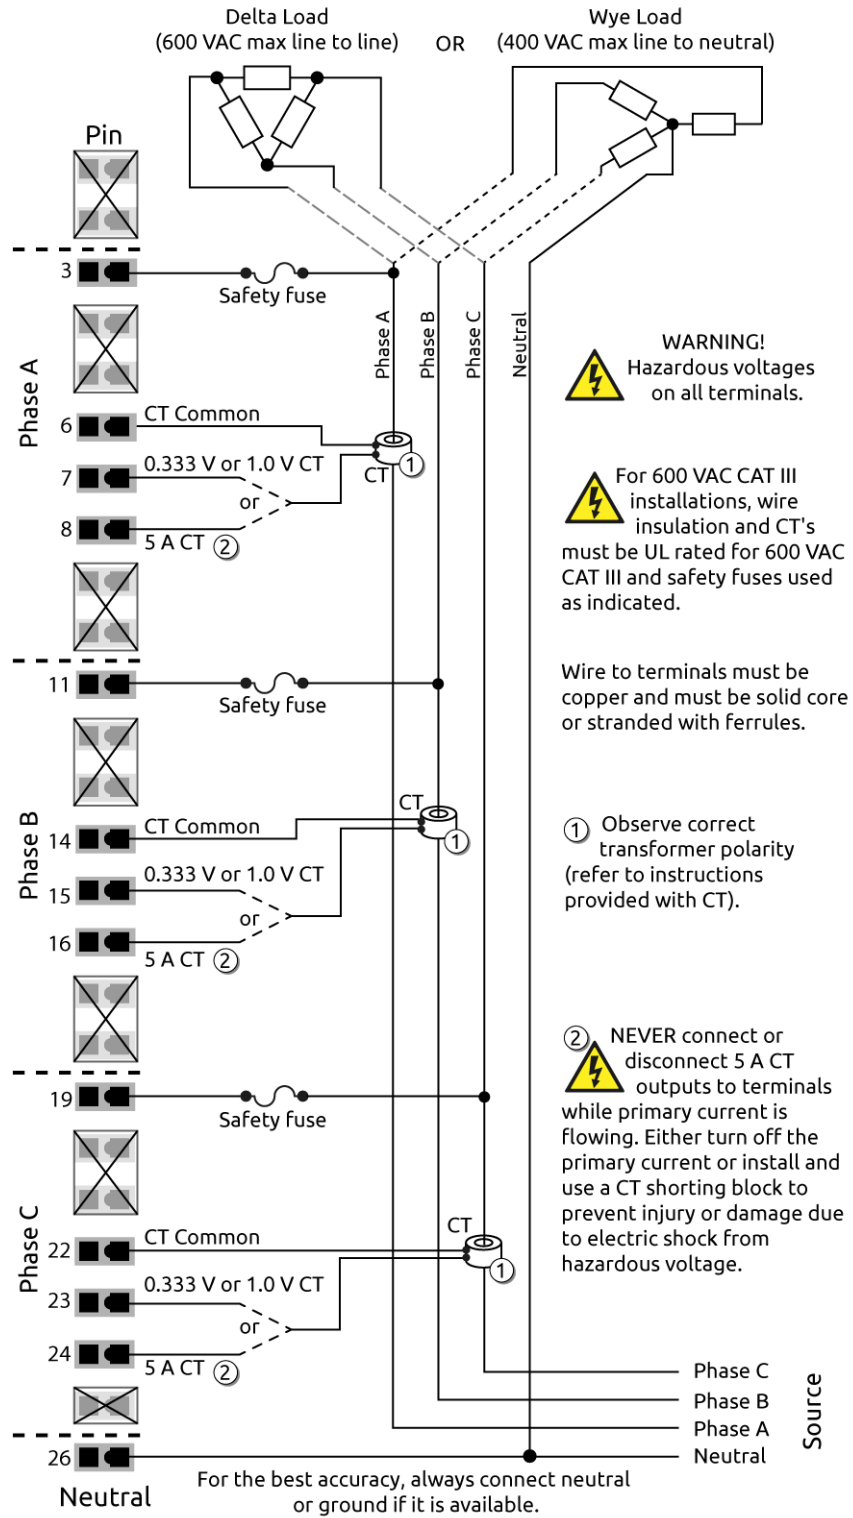 Delta Load
(600 VAC max line to line)
OR
Wye Load
(400 VAC max line to neutral)
Pin
3
Safety fuse
Phase A
Phase B
Phase C
Neutral
WARNING!
Hazardous voltages
on all terminals.
Phase A
6
CT Common
7
0.333 V or 1.0 V CT
or
8
5 A CT 2
CT
1
For 600 VAC CAT III
installations, wire
insulation and CT's
must be UL rated for 600 VAC
CAT III and safety fuses used
as indicated.
11
Safety fuse
Wire to terminals must be
copper and must be solid core
or stranded with ferrules.
Phase B
14
CT Common
15
0.333 V or 1.0 V CT
or
16
5 A CT 2
CT
1
1 Observe correct
transformer polarity
(refer to instructions
provided with CT).
19
Safety fuse
2 NEVER connect or
disconnect 5 A CT
outputs to terminals
while primary current is
flowing. Either turn off the
primary current or install and
use a CT shorting block to
prevent injury or damage due
to electric shock from
hazardous voltage.
Phase C
22
CT Common
23
0.333 V or 1.0 V CT
or
24
5 A CT 2
CT
1
Phase C
Phase B
Phase A
Neutral
Source
26
Neutral
For the best accuracy, always connect neutral
or ground if it is available.